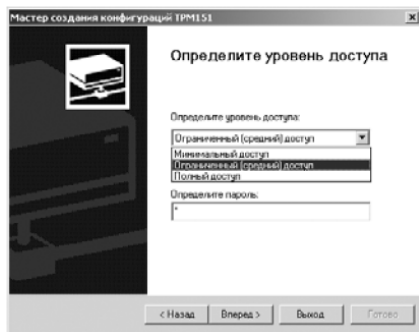 Мастер создания конфигураций ТРМ151
Определите уровень доступа
Определите уровень доступа:
Ограниченный (средний) доступ
Минимальный доступ
Ограниченный (средний) доступ
Полный доступ
Определите пароль:
*
< Назад
Вперед >
Выход
Готово